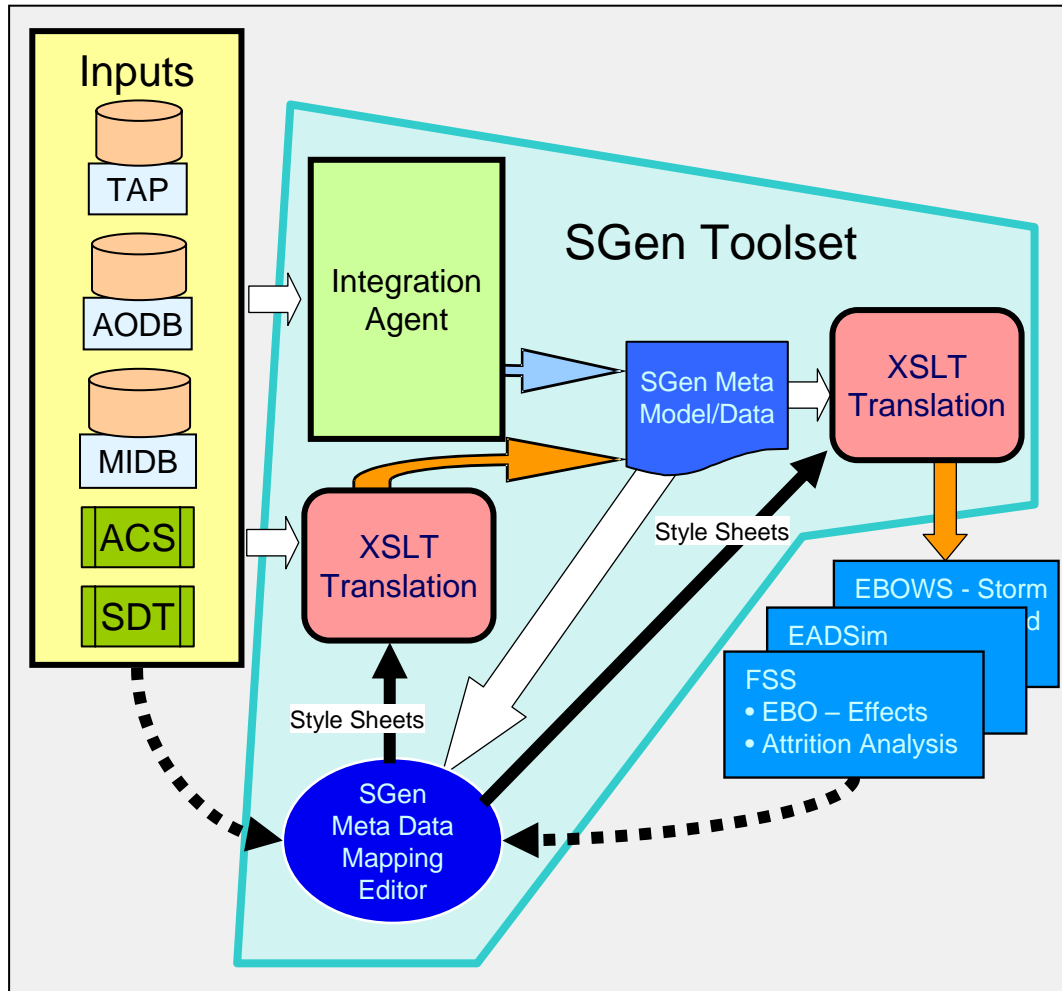 Inputs
TAP
AODB
MIDB
ACS
SDT
SGen Toolset
Integration
Agent
SGen Meta
Model/Data
XSLT
Translation
XSLT
Translation
Style Sheets
Style Sheets
SGen
Meta Data
Mapping
Editor
EBOWS - Storm
EADSim
FSS
• EBO – Effects
• Attrition Analysis